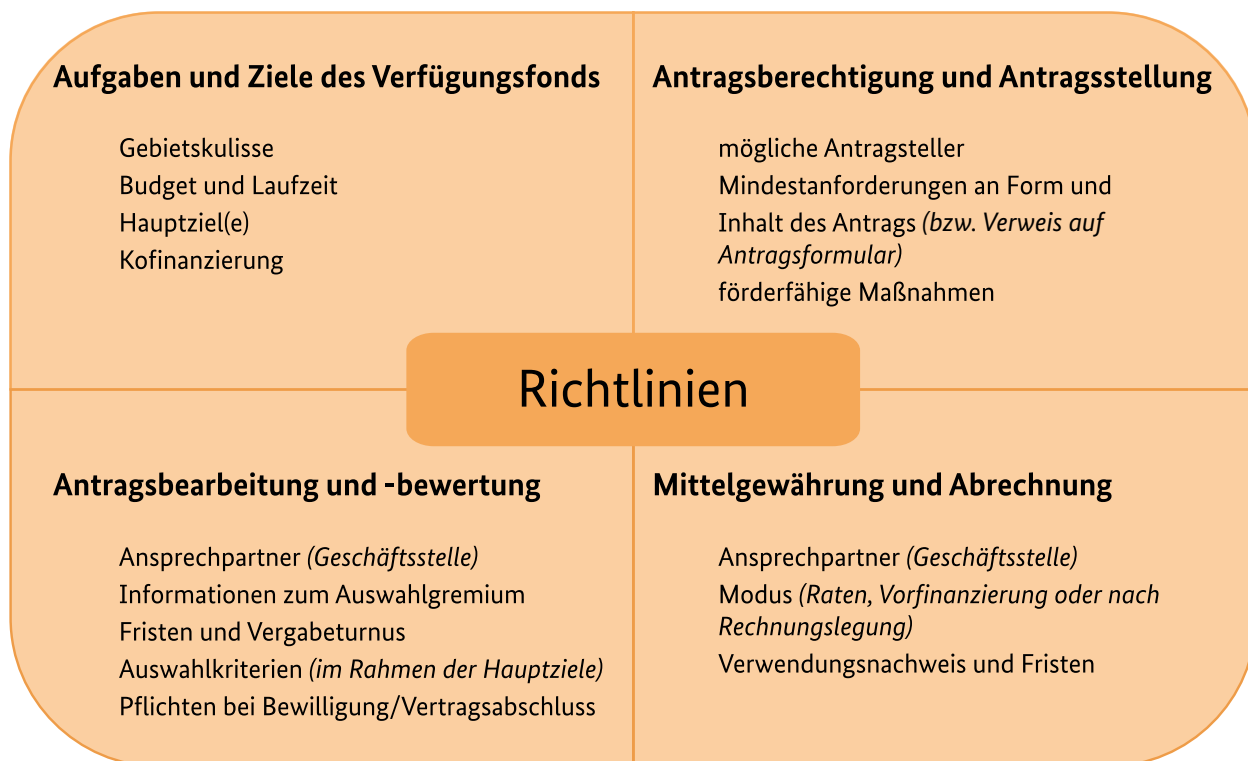 Aufgaben und Ziele des Verfügungsfonds
Gebietskulisse
Budget und Laufzeit
Hauptziel(e)
Kofinanzierung
Antragsberechtigung und Antragsstellung
mögliche Antragsteller
Mindestanforderungen an Form und
Inhalt des Antrags (bzw. Verweis auf
Antragsformular)
förderfähige Maßnahmen
Richtlinien
Antragsbearbeitung und -bewertung
Ansprechpartner (Geschäftsstelle)
Informationen zum Auswahlgremium
Fristen und Vergabeturnus
Auswahlkriterien (im Rahmen der Hauptziele)
Pflichten bei Bewilligung/Vertragsabschluss
Mittelgewährung und Abrechnung
Ansprechpartner (Geschäftsstelle)
Modus (Raten, Vorfinanzierung oder nach
Rechnungslegung)
Verwendungsnachweis und Fristen